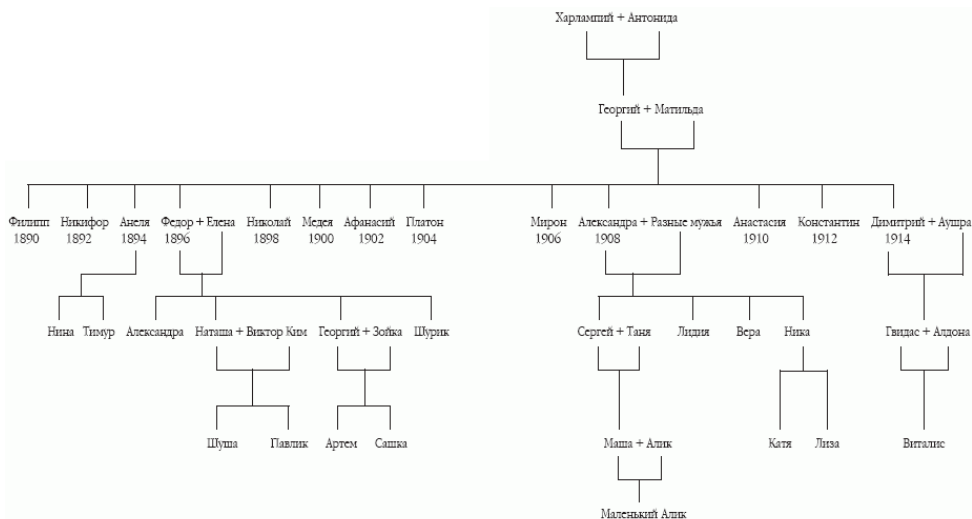 Харлампий + Антонида
Георгий + Матильда
Филипп Никифор Анеля Федор + Елена Николай Медея Афанасий Платон Мирон Александра + Разные мужья Анастасия Константин Димитрий + Аушра
1890 1892 1894 1896 1898 1900 1902 1904 1906 1908 1910 1912 1914
Нина Тимур Александра Наташа + Виктор Ким Георгий + Зойка Шурик Сергей + Таня Лидия Вера Ника Гвидас + Алдона
Шуша Павлик Артем Сашка Маша + Алик Катя Лиза Виталис
Маленький Алик